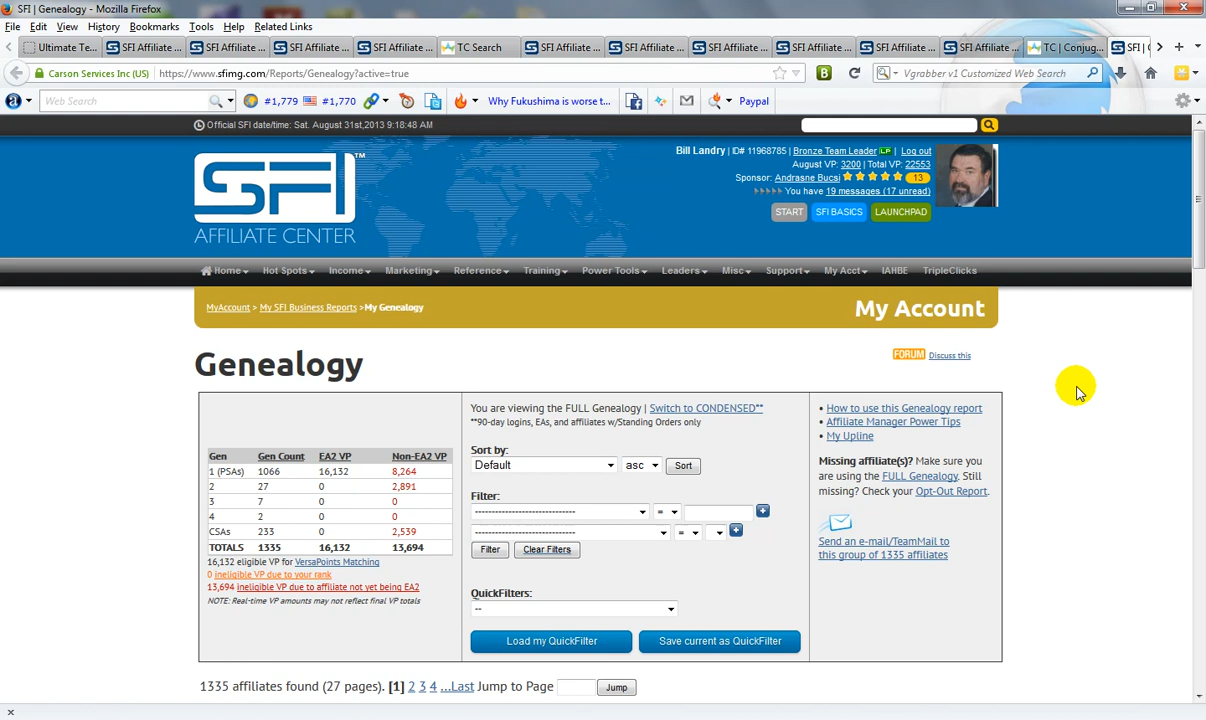 SFI | Genealogy - Mozilla Firefox
File Edit View History Bookmarks Tools Help Related Links
Ultimate Te... SFI Affiliate ... SFI Affiliate ... SFI Affiliate ... SFI Affiliate ... TC Search SFI Affiliate ... SFI Affiliate ... SFI Affiliate ... SFI Affiliate ... SFI Affiliate ... SFI Affiliate ... TC | Conjug... SFI | (
Carson Services Inc (US) https://www.sfimg.com/Reports/Genealogy?active=true B Vgrabber v1 Customized Web Search
a Web Search #1,779 #1,770 Why Fukushima is worse t... Paypal
Official SFI date/time: Sat. August 31st,2013 9:18:48 AM
SFI™
AFFILIATE CENTER
Bill Landry | ID# 11968785 | Bronze Team Leader LP | Log out
August VP: 3200 | Total VP: 22553
Sponsor: Andrasne Bucsi 13
You have 19 messages (17 unread)
START SFI BASICS LAUNCHPAD
Home Hot Spots Income Marketing Reference Training Power Tools Leaders Misc Support My Acct IAHBE TripleClicks
MyAccount > My SFI Business Reports >My Genealogy My Account
Genealogy FORUM Discuss this
Gen Gen Count EA2 VP Non-EA2 VP
1 (PSAs) 1066 16,132 8,264
2 27 0 2,891
3 7 0 0
4 2 0 0
CSAs 233 0 2,539
TOTALS 1335 16,132 13,694
16,132 eligible VP for VersaPoints Matching
0 ineligible VP due to your rank
13,694 ineligible VP due to affiliate not yet being EA2
NOTE: Real-time VP amounts may not reflect final VP totals
You are viewing the FULL Genealogy | Switch to CONDENSED**
**90-day logins, EAs, and affiliates w/Standing Orders only
Sort by:
Default asc Sort
Filter:
------------------------------ = +
------------------------------ = +
Filter Clear Filters
QuickFilters:
--
Load my QuickFilter Save current as QuickFilter
• How to use this Genealogy report
• Affiliate Manager Power Tips
• My Upline
Missing affiliate(s)? Make sure you
are using the FULL Genealogy. Still
missing? Check your Opt-Out Report.
Send an e-mail/TeamMail to
this group of 1335 affiliates
1335 affiliates found (27 pages). [1] 2 3 4 ...Last Jump to Page Jump